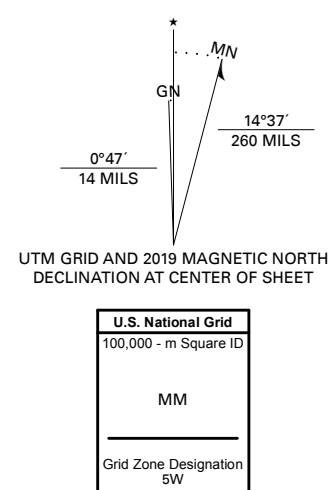 ★
MN
GN
14°37´
260 MILS
0°47´
14 MILS
UTM GRID AND 2019 MAGNETIC NORTH
DECLINATION AT CENTER OF SHEET
U.S. National Grid
100,000 - m Square ID
MM
Grid Zone Designation
5W